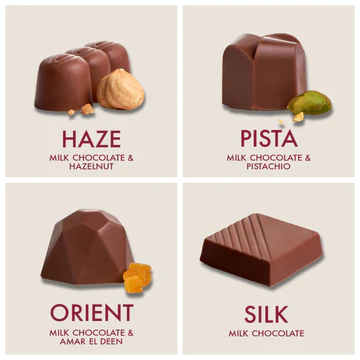 HAZE
MILK CHOCOLATE &
HAZELNUT
PISTA
MILK CHOCOLATE &
PISTACHIO
ORIENT
MILK CHOCOLATE &
AMAR EL DEEN
SILK
MILK CHOCOLATE